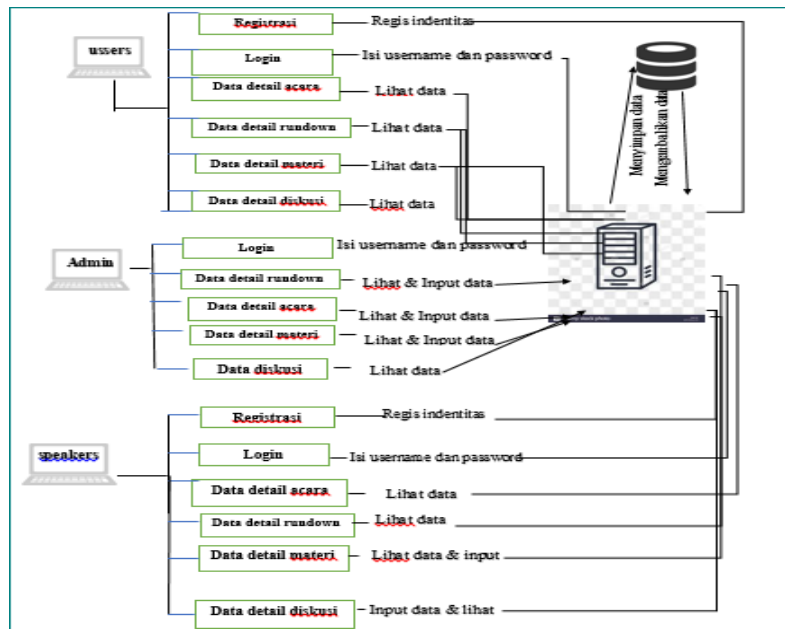 ussers
Registrasi
Regis indentitas
Login
Isi username dan password
Data detail acara
Lihat data
Data detail rundown
Lihat data
Data detail materi
Lihat data
Data detail diskusi
Lihat data
Menyimpan data
Mengambalikan data
Admin
Login
Isi username dan password
Data detail rundown
Lihat & Input data
Data detail acara
Lihat & Input data
Data detail materi
Lihat & Input data
Data diskusi
Lihat data
speakers
Registrasi
Regis indentitas
Login
Isi username dan password
Data detail acara
Lihat data
Data detail rundown
Lihat data
Data detail materi
Lihat data & input
Data detail diskusi
Input data & lihat